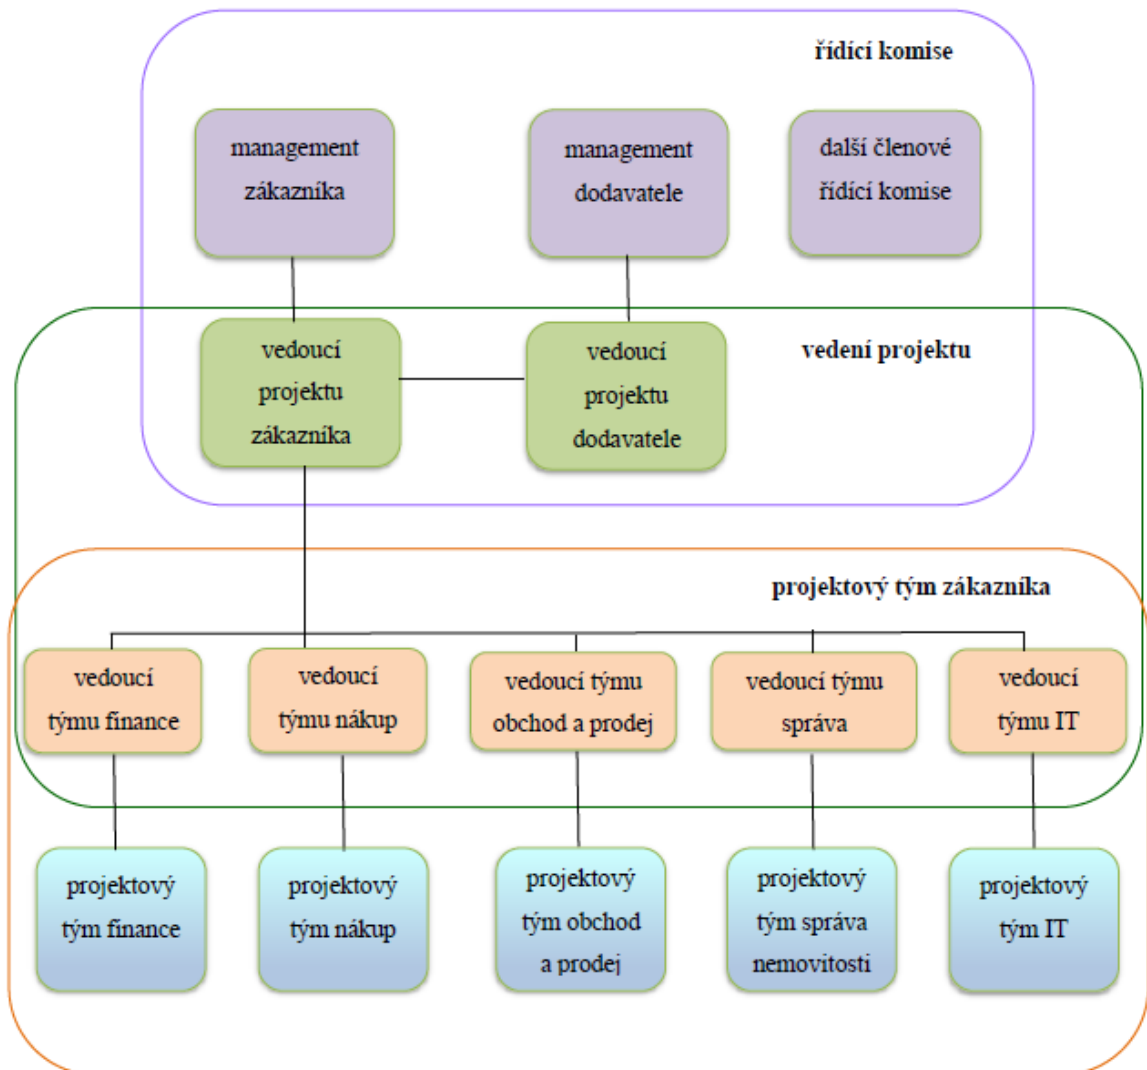 řídící komise
management
zákazníka
management
dodavatele
další členové
řídící komise
vedení projektu
vedoucí
projektu
zákazníka
vedoucí
projektu
dodavatele
projektový tým zákazníka
vedoucí
týmu finance
vedoucí
týmu nákup
vedoucí týmu
obchod a prodej
vedoucí týmu
správa
vedoucí
týmu IT
projektový
tým finance
projektový
tým nákup
projektový
tým obchod
a prodej
projektový
tým správa
nemovitosti
projektový
tým IT